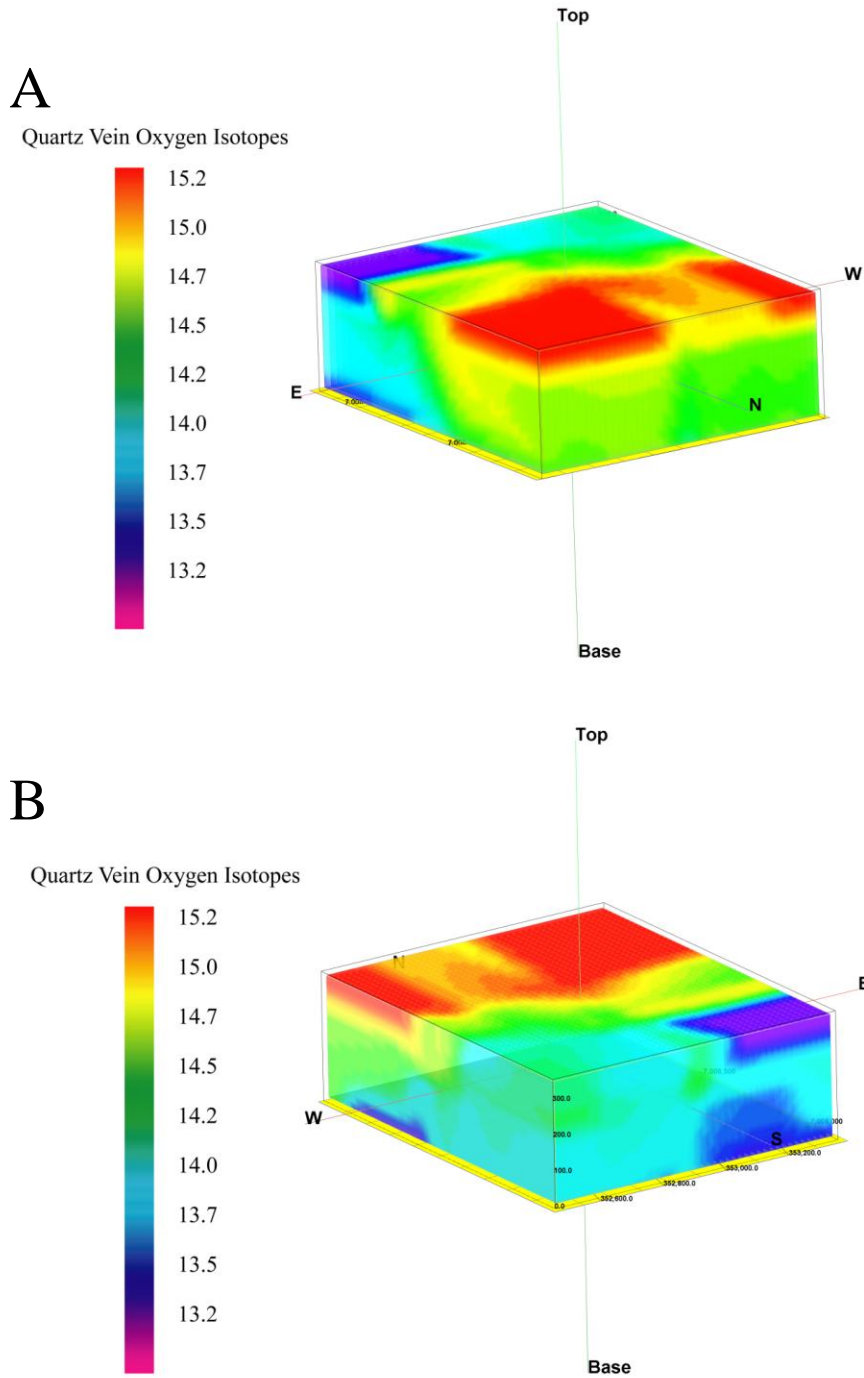 Top
A
Quartz Vein Oxygen Isotopes
15.2
15.0
14.7
14.5
14.2
14.0
13.7
13.5
13.2
W
E
N
Base
Top
B
Quartz Vein Oxygen Isotopes
15.2
15.0
14.7
14.5
14.2
14.0
13.7
13.5
13.2
N
W
S
300.0
200.0
100.0
0.0
352,600.0
352,800.0
353,000.0
353,200.0
Base